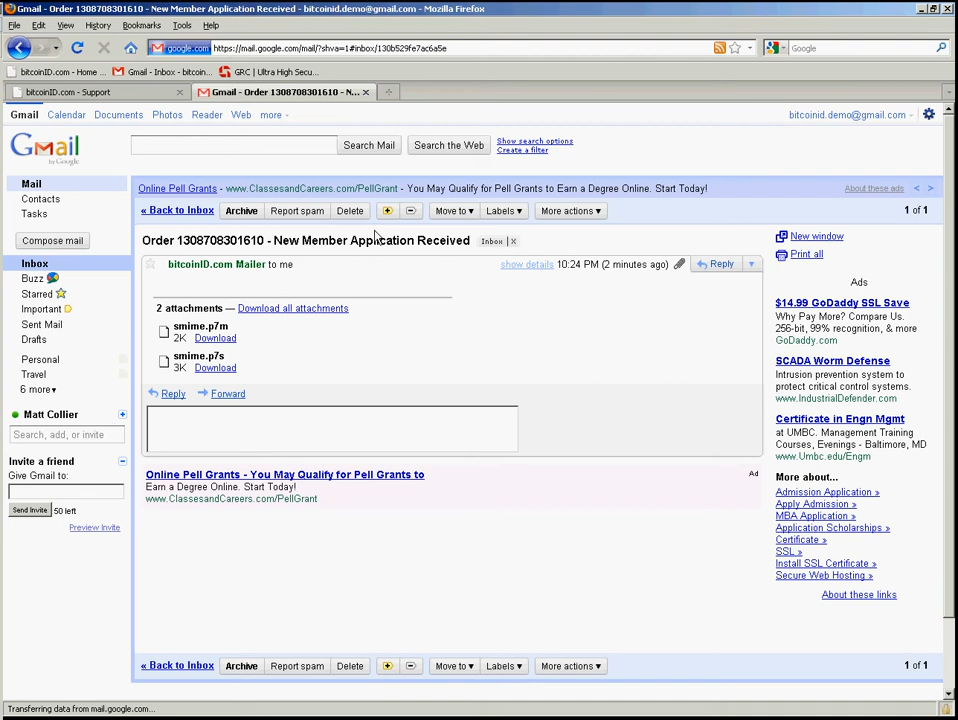 Gmail - Order 1308708301610 - New Member Application Received - bitcoinid.demo@gmail.com - Mozilla Firefox
File Edit View History Bookmarks Tools Help
google.com https://mail.google.com/mail/?shva=1#inbox/130b529fe7ac6a5e
Google
bitcoinID.com - Home ... Gmail - Inbox - bitcoin... GRC | Ultra High Secu...
bitcoinID.com - Support
Gmail - Order 1308708301610 - N...
Gmail Calendar Documents Photos Reader Web more
bitcoinid.demo@gmail.com
Gmail
by Google
Search Mail
Search the Web
Show search options
Create a filter
Mail
Contacts
Tasks
Compose mail
Inbox
Buzz
Starred
Important
Sent Mail
Drafts
Personal
Travel
6 more▾
Matt Collier
Search, add, or invite
Invite a friend
Give Gmail to:
Send Invite 50 left
Preview Invite
Online Pell Grants - www.ClassesandCareers.com/PellGrant - You May Qualify for Pell Grants to Earn a Degree Online. Start Today!
About these ads < >
« Back to Inbox Archive Report spam Delete Move to ▾ Labels ▾ More actions ▾ 1 of 1
Order 1308708301610 - New Member Application Received Inbox | X
bitcoinID.com Mailer to me
show details 10:24 PM (2 minutes ago) Reply ▾
2 attachments — Download all attachments
smime.p7m
2K Download
smime.p7s
3K Download
Reply Forward
Online Pell Grants - You May Qualify for Pell Grants to
Ad
Earn a Degree Online. Start Today!
www.ClassesandCareers.com/PellGrant
« Back to Inbox Archive Report spam Delete Move to ▾ Labels ▾ More actions ▾ 1 of 1
New window
Print all
Ads
$14.99 GoDaddy SSL Save
Why Pay More? Compare Us.
256-bit, 99% recognition, & more
GoDaddy.com
SCADA Worm Defense
Intrusion prevention system to
protect critical control systems.
www.IndustrialDefender.com
Certificate in Engn Mgmt
at UMBC. Management Training
Courses, Evenings - Baltimore, MD
www.Umbc.edu/Engm
More about...
Admission Application »
Apply Admission »
MBA Application »
Application Scholarships »
Certificate »
SSL »
Install SSL Certificate »
Secure Web Hosting »
About these links
Transferring data from mail.google.com...